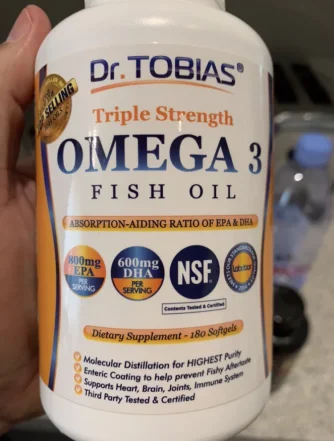 Dr. TOBIAS®
SELLING
Triple Strength
OMEGA 3
FISH OIL
ABSORPTION-AIDING RATIO OF EPA & DHA
800mg
EPA
PER
SERVING
600mg
DHA
PER
SERVING
NSF®
Contents Tested & Certified
Dietary Supplement - 180 Softgels
Molecular Distillation for HIGHEST Purity
Enteric Coating to help prevent Fishy Aftertaste
Supports Heart, Brain, Joints, Immune System
Third Party Tested & Certified